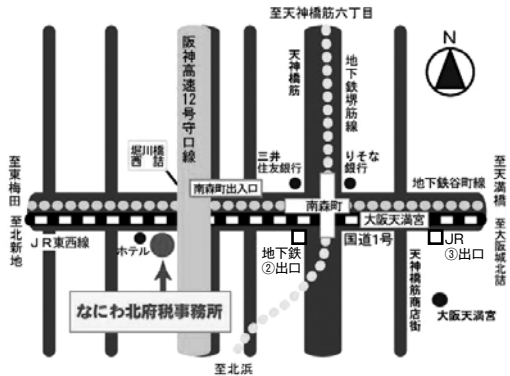 至天神橋筋六丁目
N
阪神高速12号守口線
天神橋筋
地下鉄堺筋線
堀川橋
西詰
三井
住友銀行
りそな
銀行
至東梅田
南森町出入口
地下鉄谷町線
至天満橋
南森町
大阪天満宮
至北新地
JR東西線
ホテル
地下鉄
②出口
国道1号
JR
③出口
至大阪城北詰
なにわ北府税事務所
天神橋筋商店街
大阪天満宮
至北浜